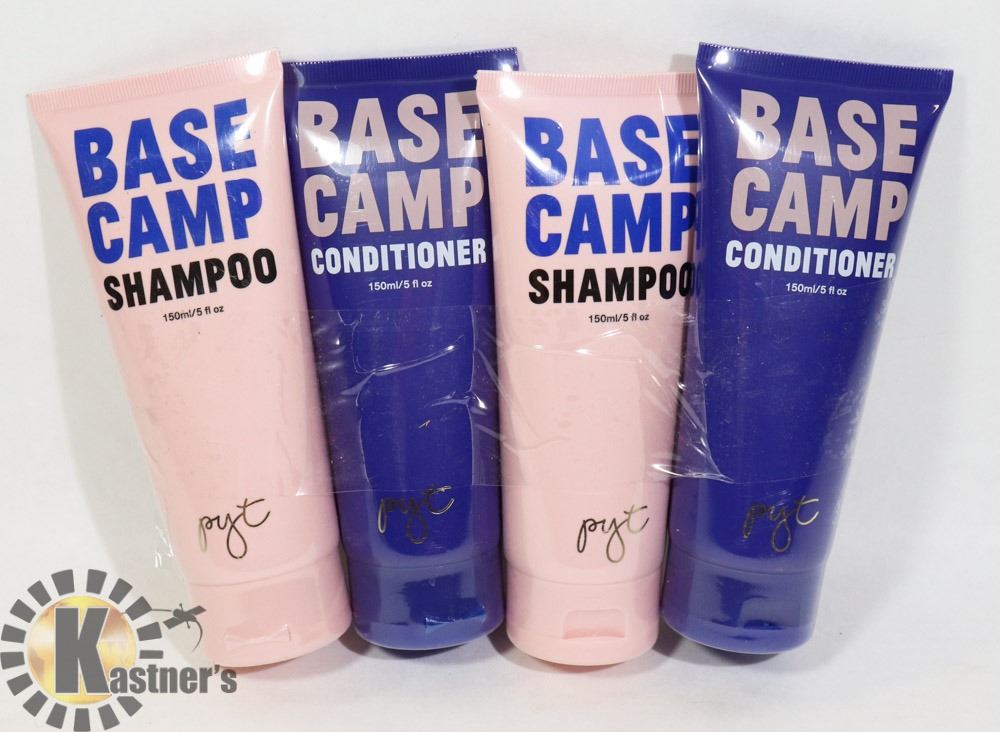 BASE
CAMP
SHAMPOO
150ml/5 fl oz
pyt
BASE
CAMP
CONDITIONER
150ml/5 fl oz
pyt
BASE
CAMP
SHAMPOO
150ml/5 fl oz
pyt
BASE
CAMP
CONDITIONER
150ml/5 fl oz
pyt
Kastner's